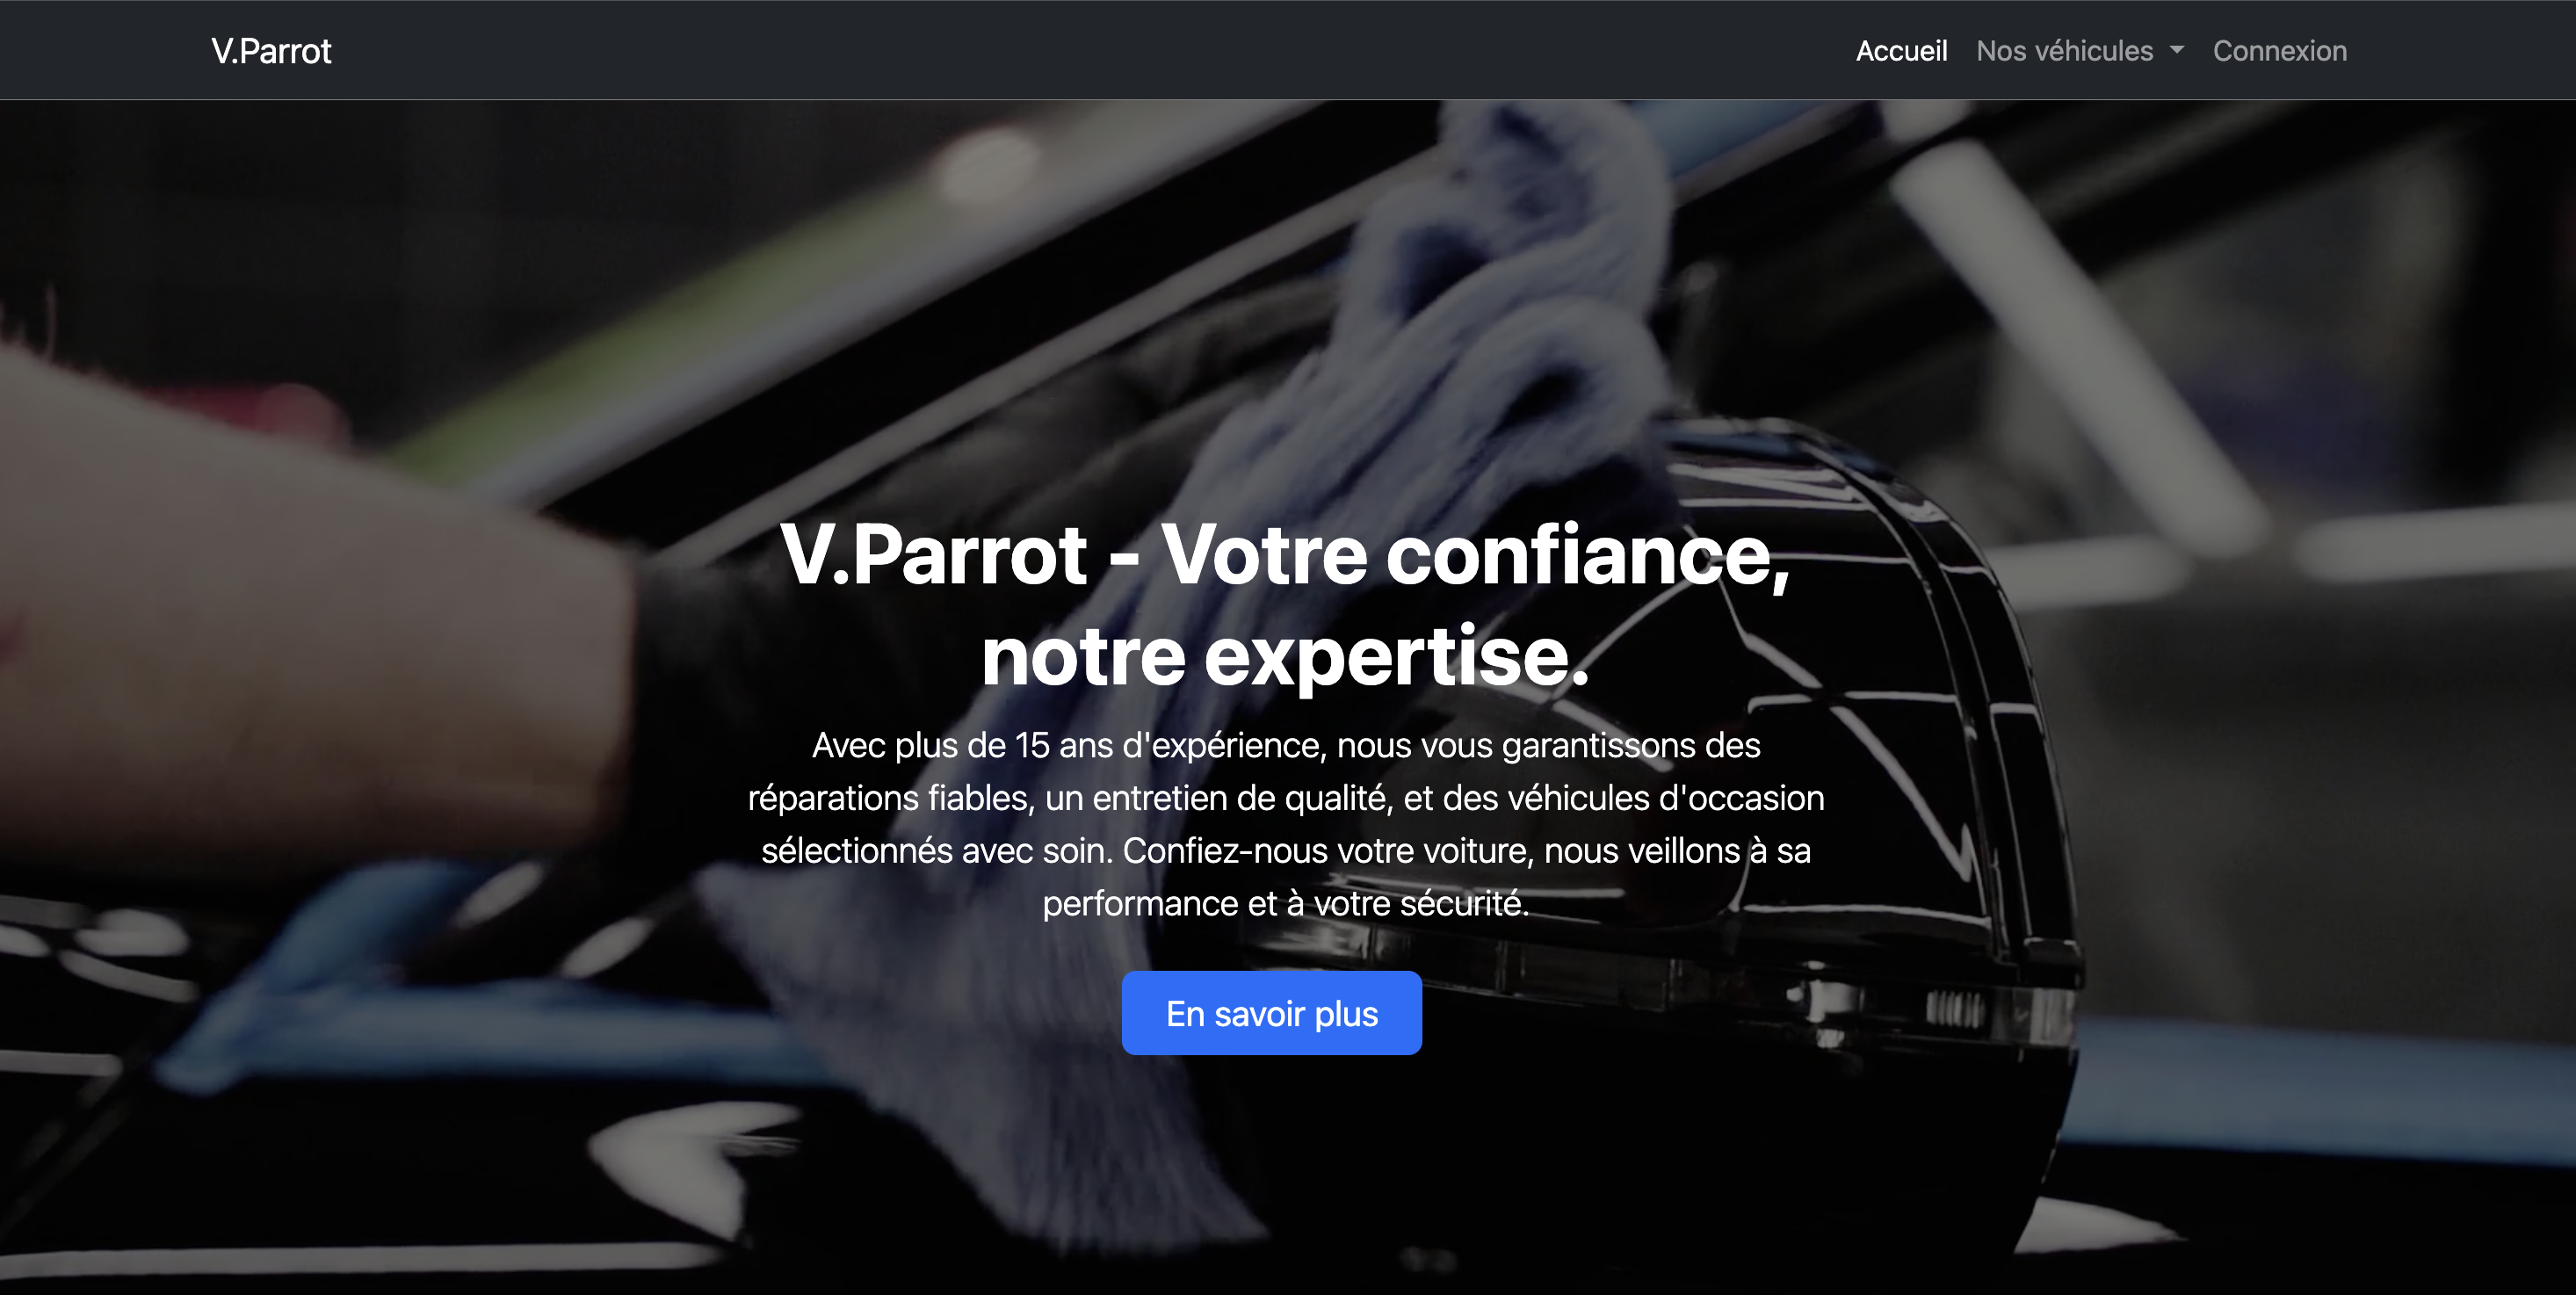 V.Parrot
Accueil Nos véhicules Connexion
V.Parrot - Votre confiance,
notre expertise.
Avec plus de 15 ans d'expérience, nous vous garantissons des
réparations fiables, un entretien de qualité, et des véhicules d'occasion
sélectionnés avec soin. Confiez-nous votre voiture, nous veillons à sa
performance et à votre sécurité.
En savoir plus